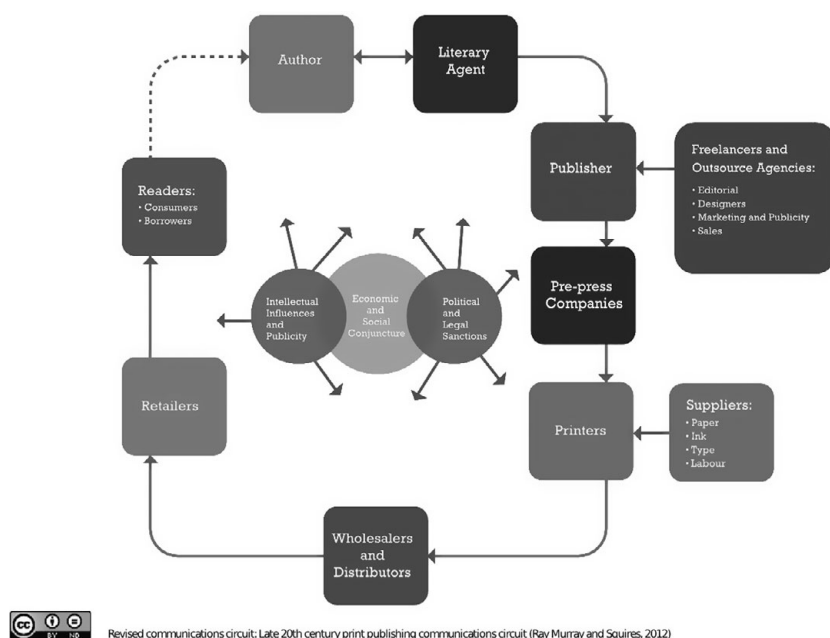 Author
Literary
Agent
Publisher
Freelancers and
Outsource Agencies:
• Editorial
• Designers
• Marketing and Publicity
• Sales
Readers:
• Consumers
• Borrowers
Pre-press
Companies
Intellectual
Influences
and
Publicity
Economic
and
Social
Conjuncture
Political
and
Legal
Sanctions
Retailers
Printers
Suppliers:
• Paper
• Ink
• Type
• Labour
Wholesalers
and
Distributors
cc
BY ND
Revised communications circuit: Late 20th century print publishing communications circuit (Ray Murray and Squires, 2012)